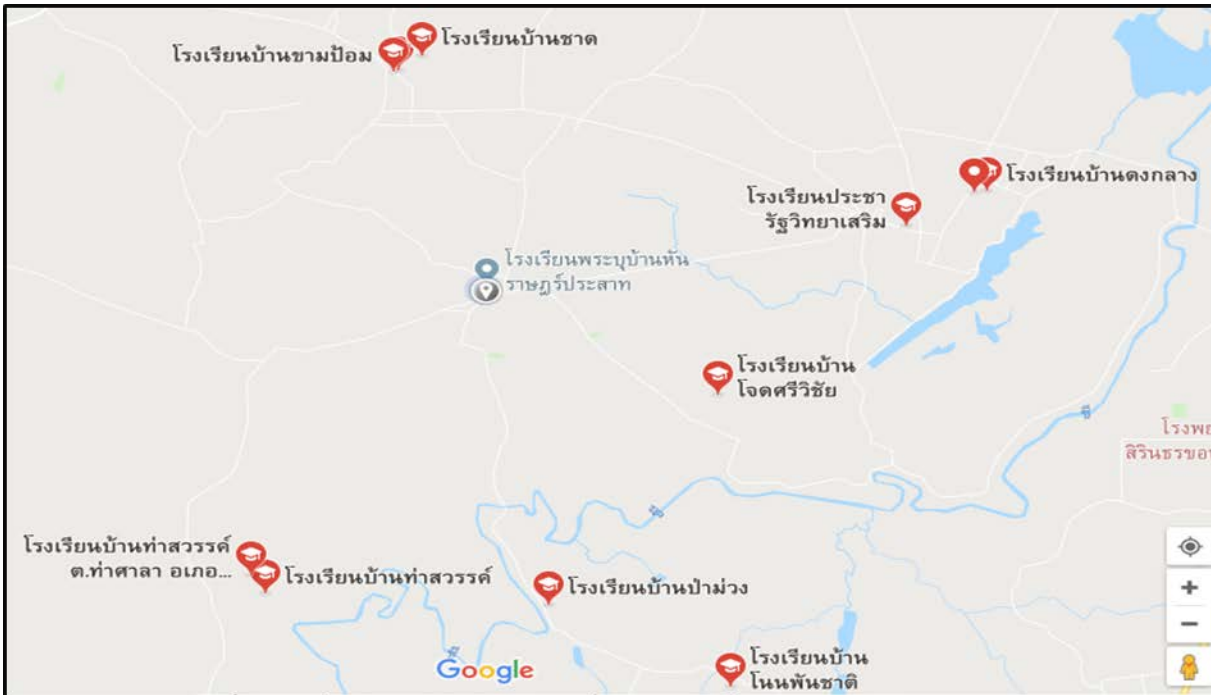 โรงเรียนบ้านชาด
โรงเรียนบ้านขามป้อม
โรงเรียนบ้านดงกลาง
โรงเรียนประชา
รัฐวิทยาเสริม
โรงเรียนพระบุบ้านหัน
ราษฎร์ประสาท
โรงเรียนบ้าน
โจดศรีวิชัย
ชี
โรงพย
สิรินธรขอน
ชี
โรงเรียนบ้านท่าสวรรค์
ต.ท่าศาลา อเภอ...
โรงเรียนบ้านท่าสวรรค์
โรงเรียนบ้านป่าม่วง
Google
โรงเรียนบ้าน
โนนพันชาติ